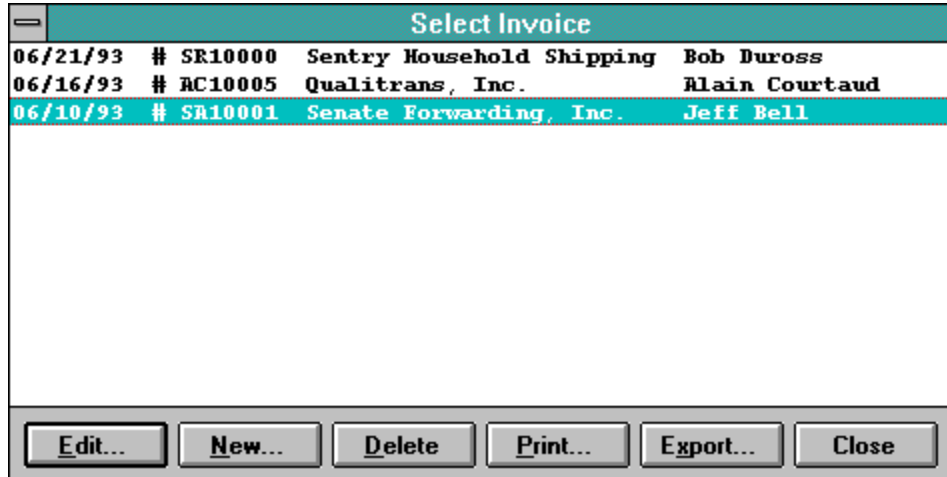 Select Invoice
06/21/93 # SR10000 Sentry Household Shipping Bob Duross
06/16/93 # AC10005 Qualitrans, Inc. Alain Courtaud
06/10/93 # SA10001 Senate Forwarding, Inc. Jeff Bell
Edit... New... Delete Print... Export... Close